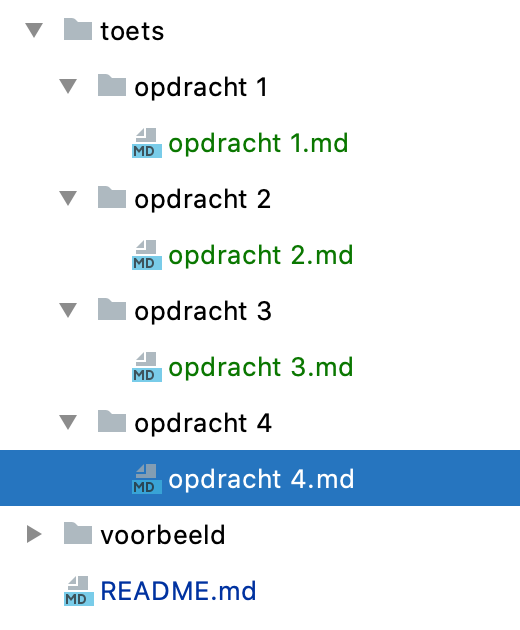 toets
opdracht 1
MD opdracht 1.md
opdracht 2
MD opdracht 2.md
opdracht 3
MD opdracht 3.md
opdracht 4
MD opdracht 4.md
voorbeeld
MD README.md